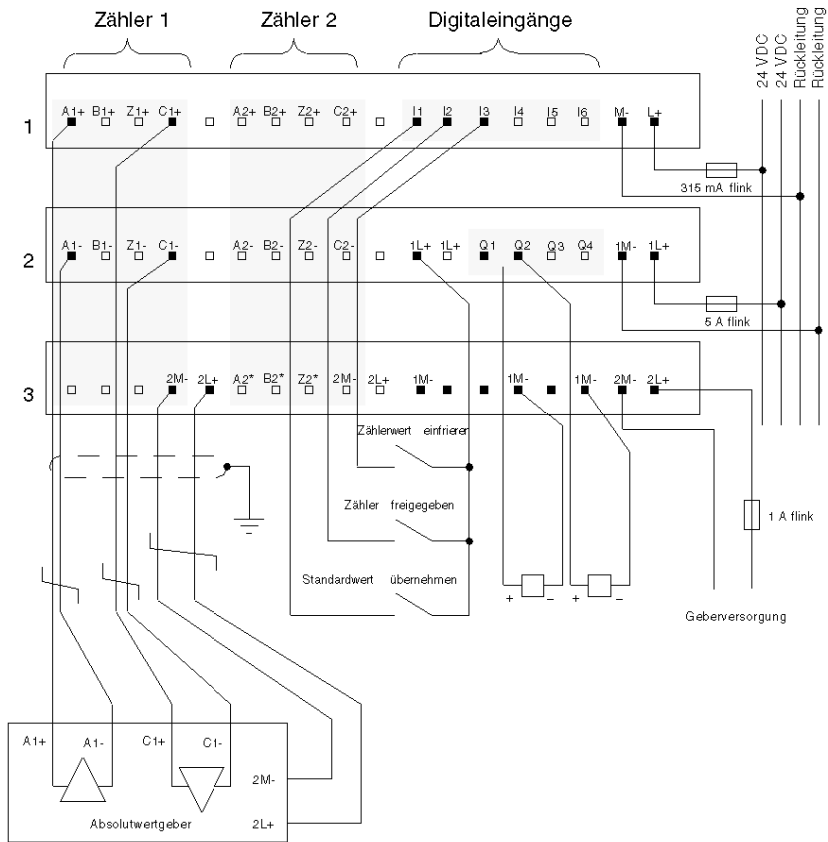 Zähler 1 Zähler 2 Digitaleingänge
24 VDC
24 VDC
Rückleitung
Rückleitung
1
A1+ B1+ Z1+ C1+ A2+ B2+ Z2+ C2+ I1 I2 I3 I4 I5 I6 M- L+
315 mA flink
2
A1- B1- Z1- C1- A2- B2- Z2- C2- 1L+ 1L+ Q1 Q2 Q3 Q4 1M- 1L+
5 A flink
3
2M- 2L+ A2* B2* Z2* 2M- 2L+ 1M- 1M- 1M- 2M- 2L+
Zählerwert einfrieren
Zähler freigegeben
1 A flink
Standardwert übernehmen
+ - + -
Geberversorgung
A1+ A1- C1+ C1-
2M-
Absolutwertgeber 2L+